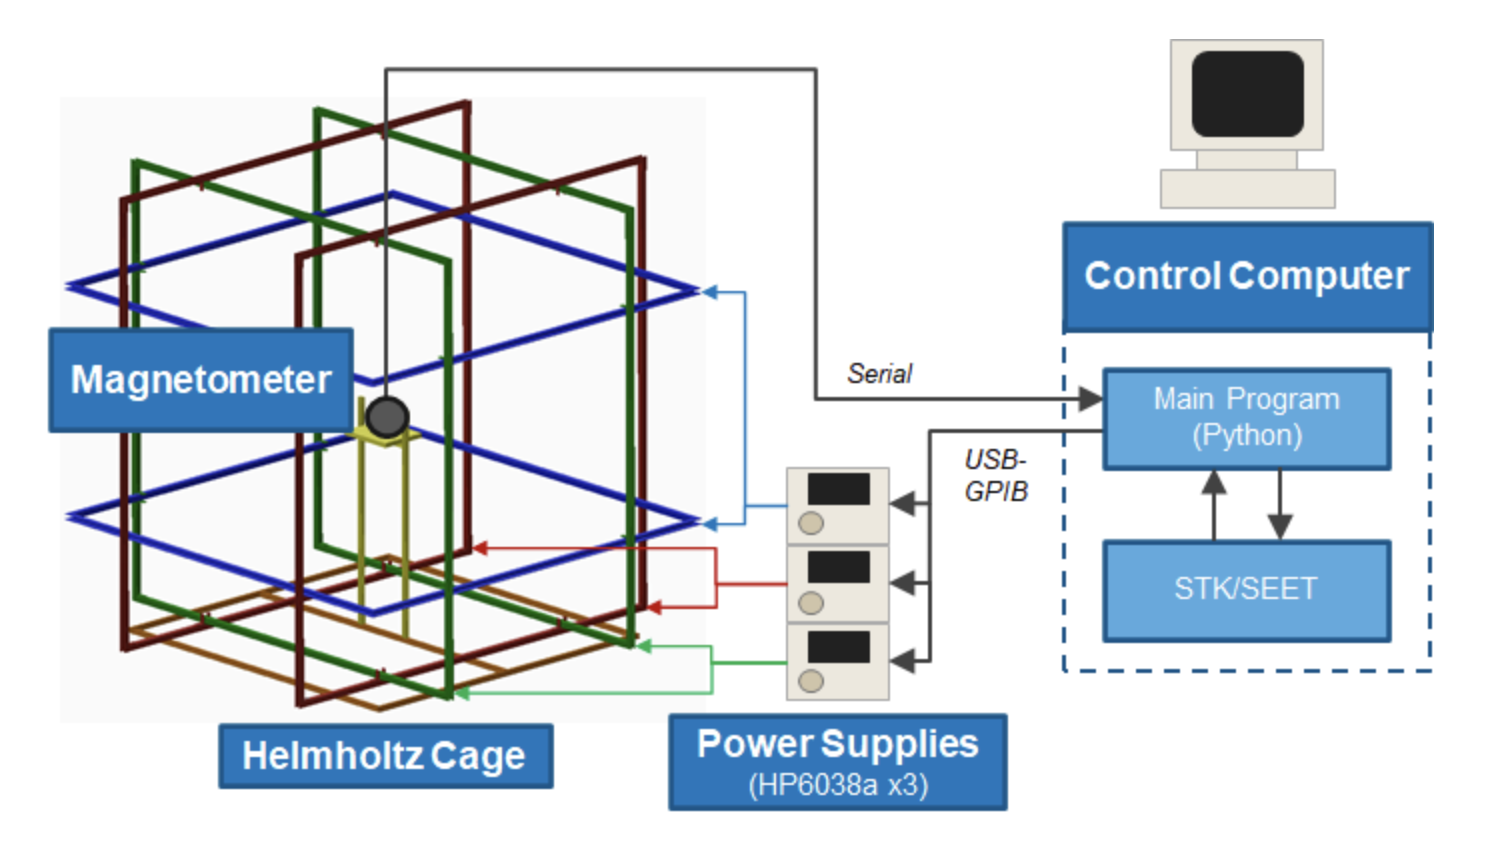 Control Computer
Serial
Magnetometer
Main Program
(Python)
USB-
GPIB
STK/SEET
Helmholtz Cage
Power Supplies
(HP6038a x3)